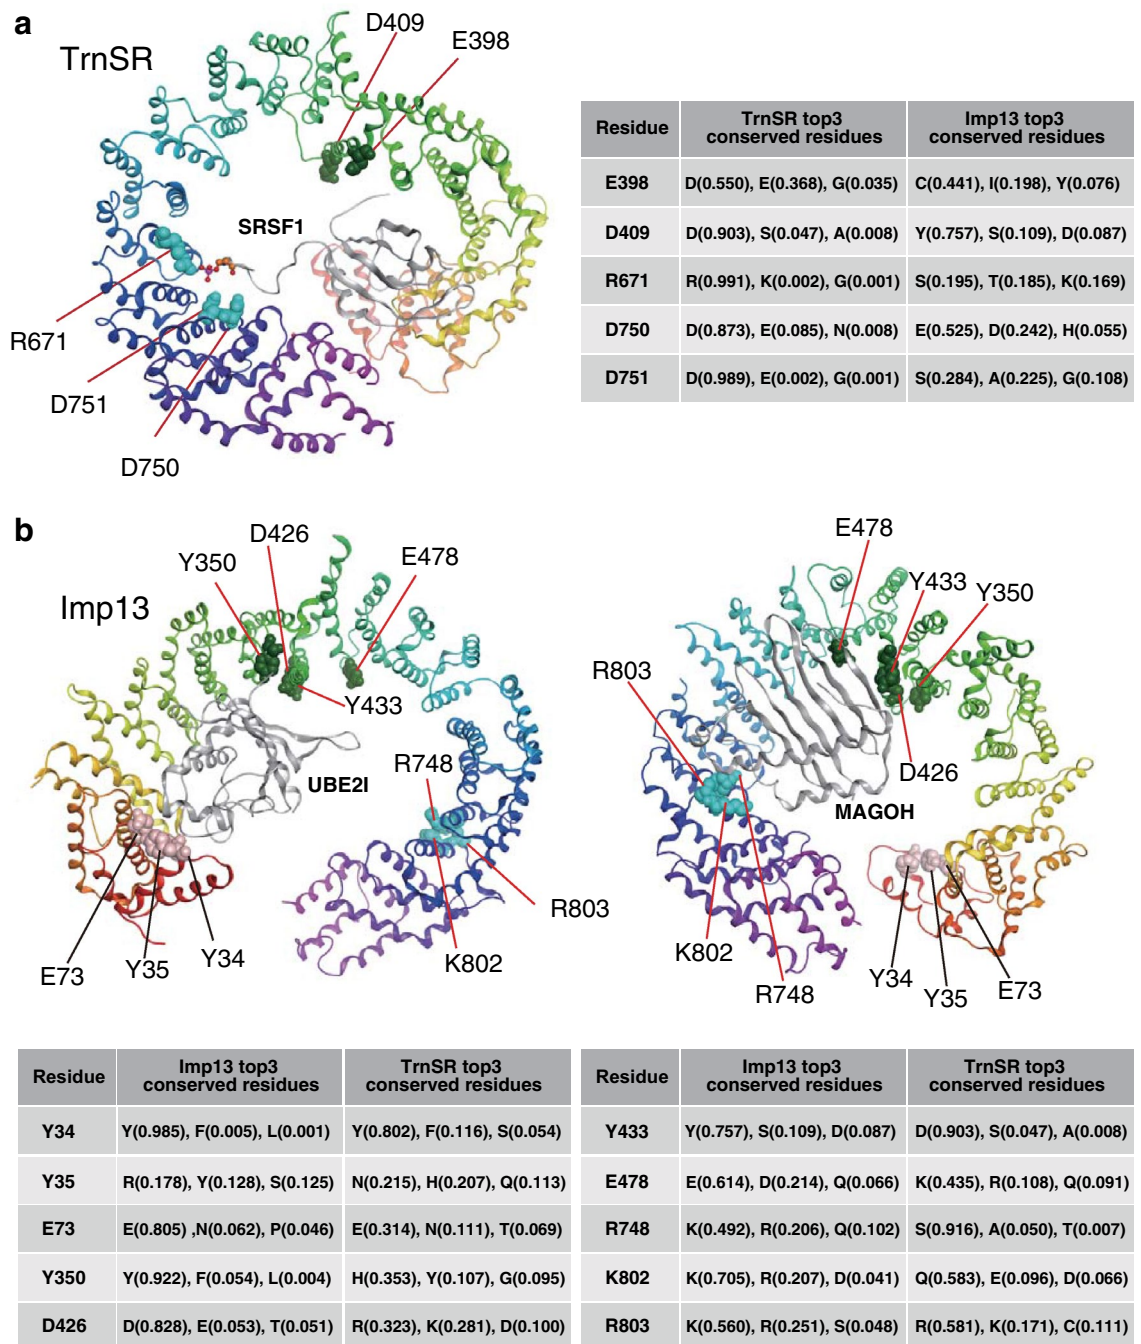 a
TrnSR
D409
E398
SRSF1
R671
D751
D750
Residue
TrnSR top3
conserved residues
Imp13 top3
conserved residues
E398
D(0.550), E(0.368), G(0.035)
C(0.441), I(0.198), Y(0.076)
D409
D(0.903), S(0.047), A(0.008)
Y(0.757), S(0.109), D(0.087)
R671
R(0.991), K(0.002), G(0.001)
S(0.195), T(0.185), K(0.169)
D750
D(0.873), E(0.085), N(0.008)
E(0.525), D(0.242), H(0.055)
D751
D(0.989), E(0.002), G(0.001)
S(0.284), A(0.225), G(0.108)
b
Imp13
Y350
D426
E478
Y433
UBE2I
R748
R803
K802
E73
Y35
Y34
E478
Y433
Y350
R803
D426
MAGOH
K802
R748
Y34
Y35
E73
Residue
Imp13 top3
conserved residues
TrnSR top3
conserved residues
Y34
Y(0.985), F(0.005), L(0.001)
Y(0.802), F(0.116), S(0.054)
Y35
R(0.178), Y(0.128), S(0.125)
N(0.215), H(0.207), Q(0.113)
E73
E(0.805) ,N(0.062), P(0.046)
E(0.314), N(0.111), T(0.069)
Y350
Y(0.922), F(0.054), L(0.004)
H(0.353), Y(0.107), G(0.095)
D426
D(0.828), E(0.053), T(0.051)
R(0.323), K(0.281), D(0.100)
Residue
Imp13 top3
conserved residues
TrnSR top3
conserved residues
Y433
Y(0.757), S(0.109), D(0.087)
D(0.903), S(0.047), A(0.008)
E478
E(0.614), D(0.214), Q(0.066)
K(0.435), R(0.108), Q(0.091)
R748
K(0.492), R(0.206), Q(0.102)
S(0.916), A(0.050), T(0.007)
K802
K(0.705), R(0.207), D(0.041)
Q(0.583), E(0.096), D(0.066)
R803
K(0.560), R(0.251), S(0.048)
R(0.581), K(0.171), C(0.111)